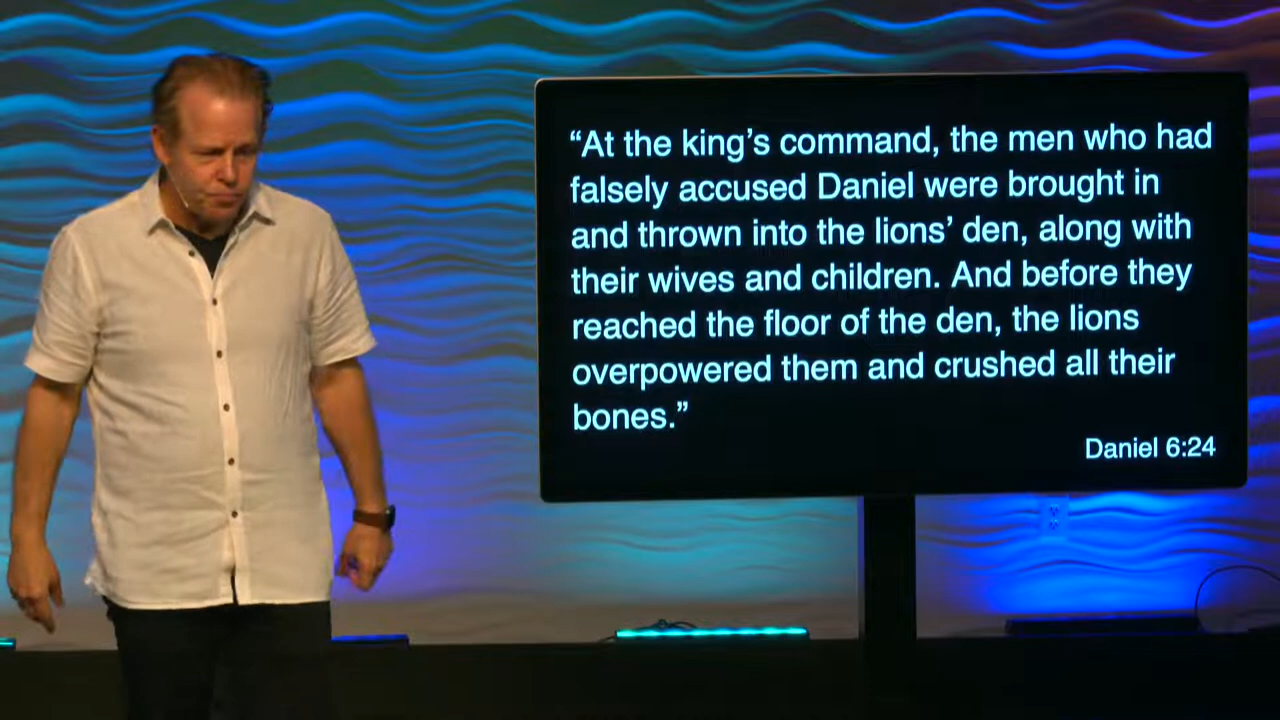 “At the king’s command, the men who had
falsely accused Daniel were brought in
and thrown into the lions’ den, along with
their wives and children. And before they
reached the floor of the den, the lions
overpowered them and crushed all their
bones.”
Daniel 6:24